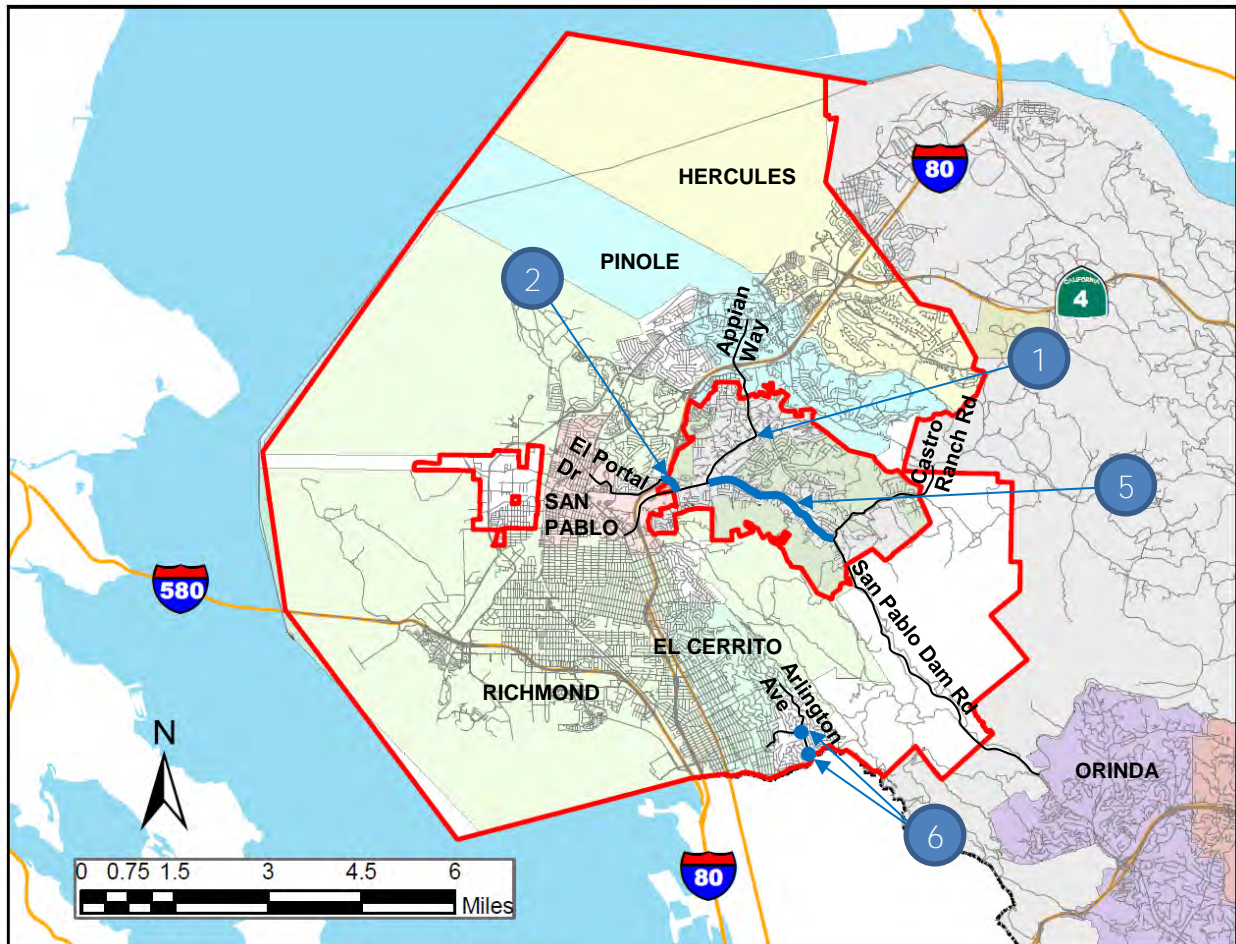 80
HERCULES
CALIFORNIA
4
PINOLE
2
Appian
Way
1
Castro
Ranch Rd
El Portal
Dr
5
SAN
PABLO
580
San Pablo Dam Rd
EL CERRITO
Arlington
Ave
RICHMOND
N
ORINDA
6
80
0 0.75 1.5 3 4.5 6
Miles